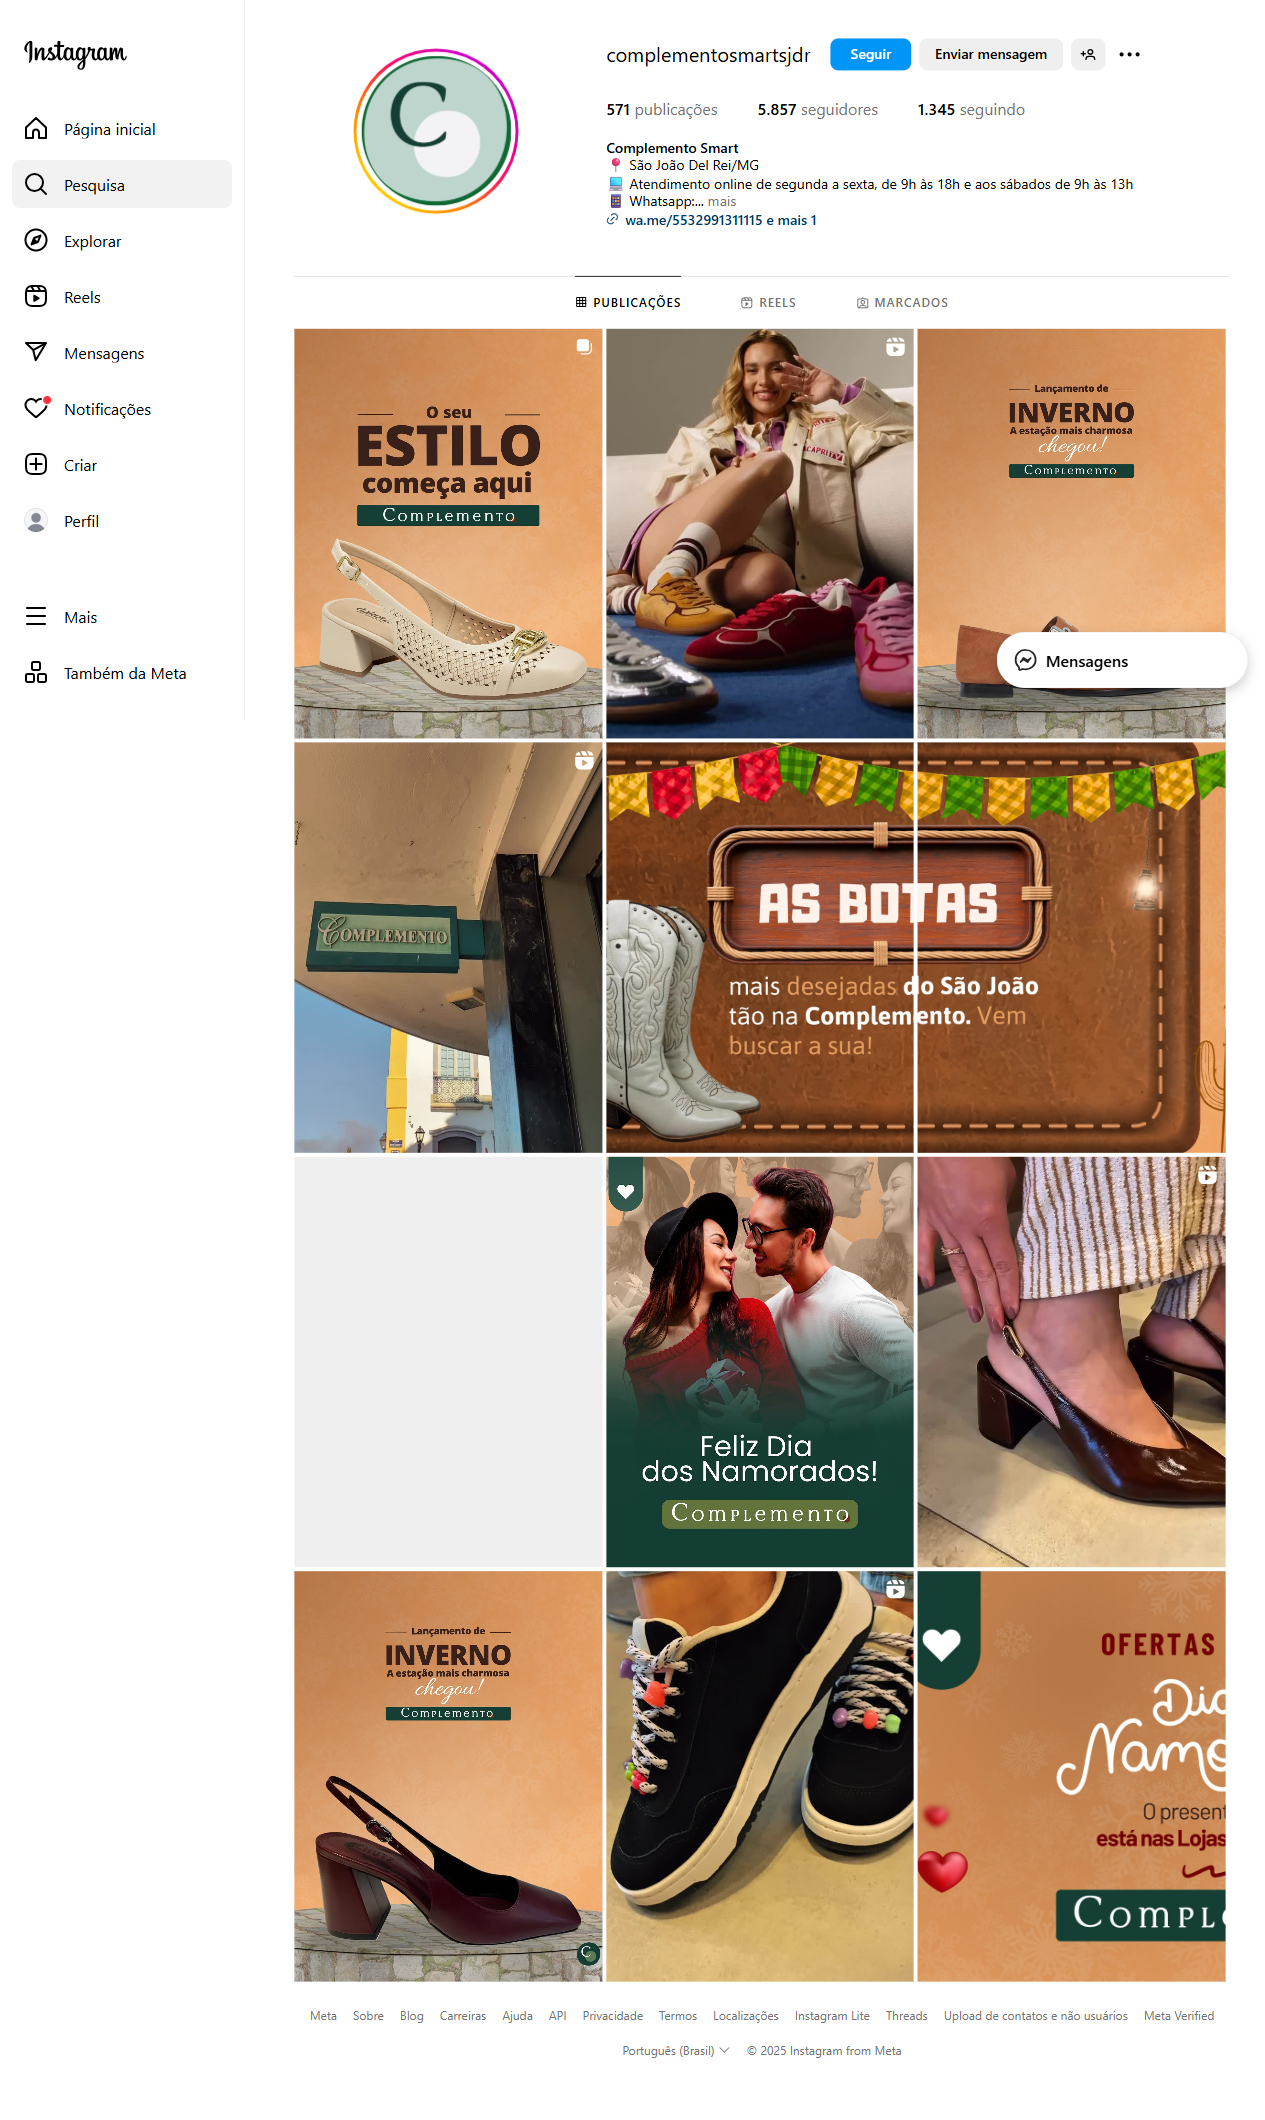 Instagram
Página inicial
Pesquisa
Explorar
Reels
Mensagens
Notificações
Criar
Perfil
Mais
Também da Meta
C
complementosmartsjdr
Seguir
Enviar mensagem
571 publicações
5.857 seguidores
1.345 seguindo
Complemento Smart
São João Del Rei/MG
Atendimento online de segunda a sexta, de 9h às 18h e aos sábados de 9h às 13h
Whatsapp:... mais
wa.me/5532991311115 e mais 1
PUBLICAÇÕES
REELS
MARCADOS
O seu
ESTILO
começa aqui
Complemento
CAPRI
Lançamento de
INVERNO
A estação mais charmosa
chegou!
Complemento
Mensagens
Complemento
AS BOTAS
mais desejadas do São João
tão na Complemento. Vem
buscar a sua!
Feliz Dia
dos Namorados!
Complemento
Lançamento de
INVERNO
A estação mais charmosa
chegou!
Complemento
C
OFERTAS
Dia
Namo
O present
está nas Lojas
Comple
Meta
Sobre
Blog
Carreiras
Ajuda
API
Privacidade
Termos
Localizações
Instagram Lite
Threads
Upload de contatos e não usuários
Meta Verified
Português (Brasil)
© 2025 Instagram from Meta